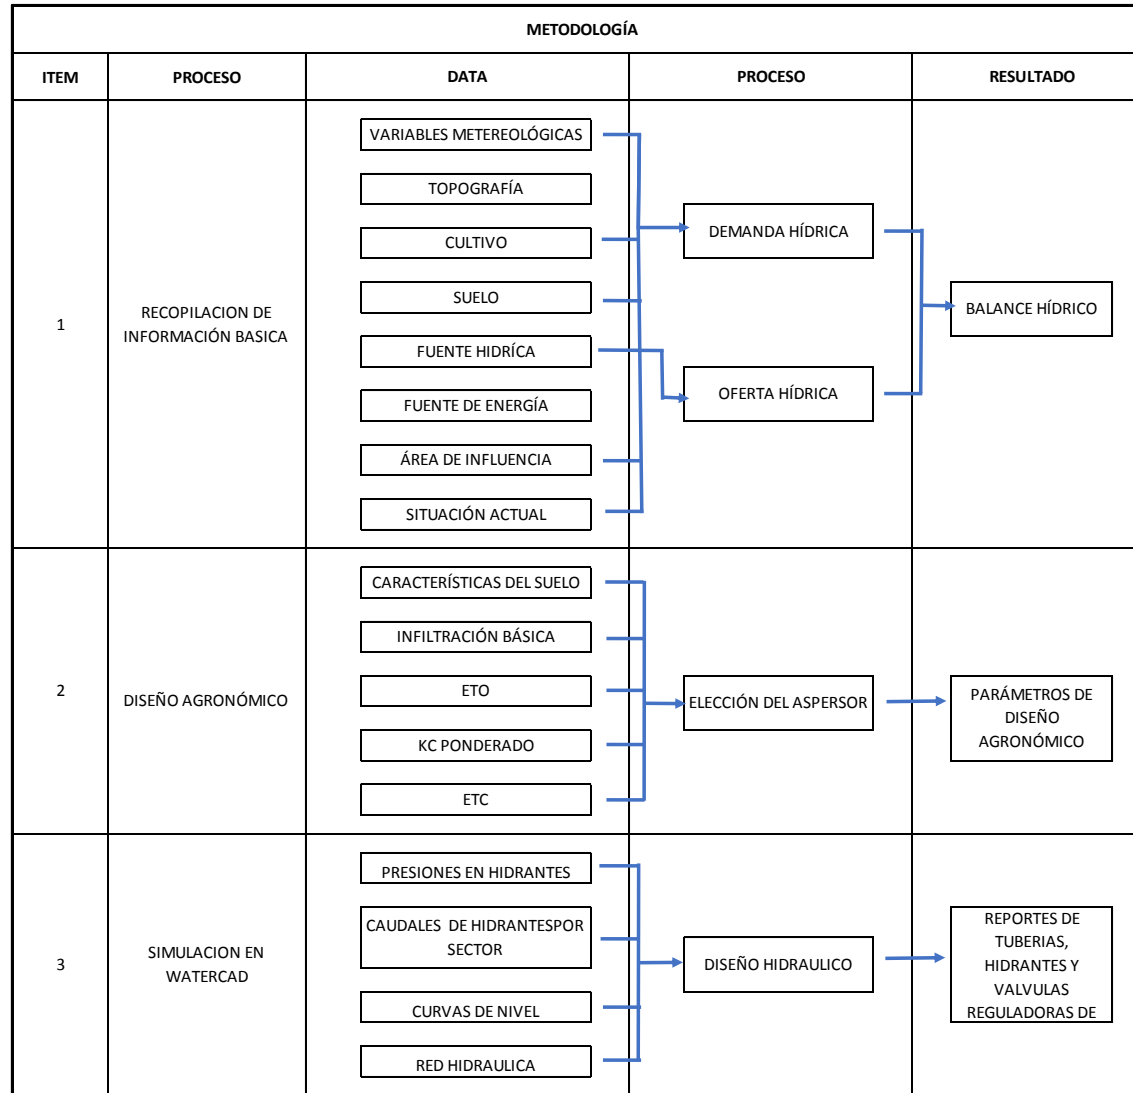 METODOLOGÍA
ITEM PROCESO DATA PROCESO RESULTADO
1
RECOPILACION DE
INFORMACIÓN BASICA
VARIABLES METEREOLÓGICAS
TOPOGRAFÍA
CULTIVO
SUELO
FUENTE HIDRÍCA
FUENTE DE ENERGÍA
ÁREA DE INFLUENCIA
SITUACIÓN ACTUAL
DEMANDA HÍDRICA
OFERTA HÍDRICA
BALANCE HÍDRICO
2
DISEÑO AGRONÓMICO
CARACTERÍSTICAS DEL SUELO
INFILTRACIÓN BÁSICA
ETO
KC PONDERADO
ETC
ELECCIÓN DEL ASPERSOR
PARÁMETROS DE
DISEÑO
AGRONÓMICO
3
SIMULACION EN
WATERCAD
PRESIONES EN HIDRANTES
CAUDALES DE HIDRANTESPOR
SECTOR
CURVAS DE NIVEL
RED HIDRAULICA
DISEÑO HIDRAULICO
REPORTES DE
TUBERIAS,
HIDRANTES Y
VALVULAS
REGULADORAS DE